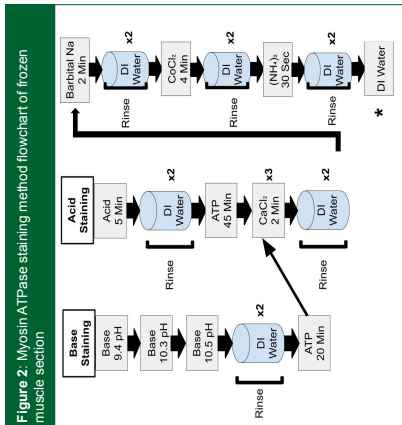 Figure 2: Myosin ATPase staining method flowchart of frozen
muscle section
Base
Staining
Base
9.4 pH
Base
10.3 pH
Base
10.5 pH
Rinse
DI
Water
x2
ATP
20 Min
Acid
Staining
Acid
5 Min
Rinse
DI
Water
x2
ATP
45 Min
CaCl₂
2 Min
x3
Rinse
DI
Water
x2
Barbital Na
2 Min
Rinse
DI
Water
x2
CoCl₂
4 Min
Rinse
DI
Water
x2
(NH₄)₂
30 Sec
Rinse
DI
Water
x2
DI Water
*